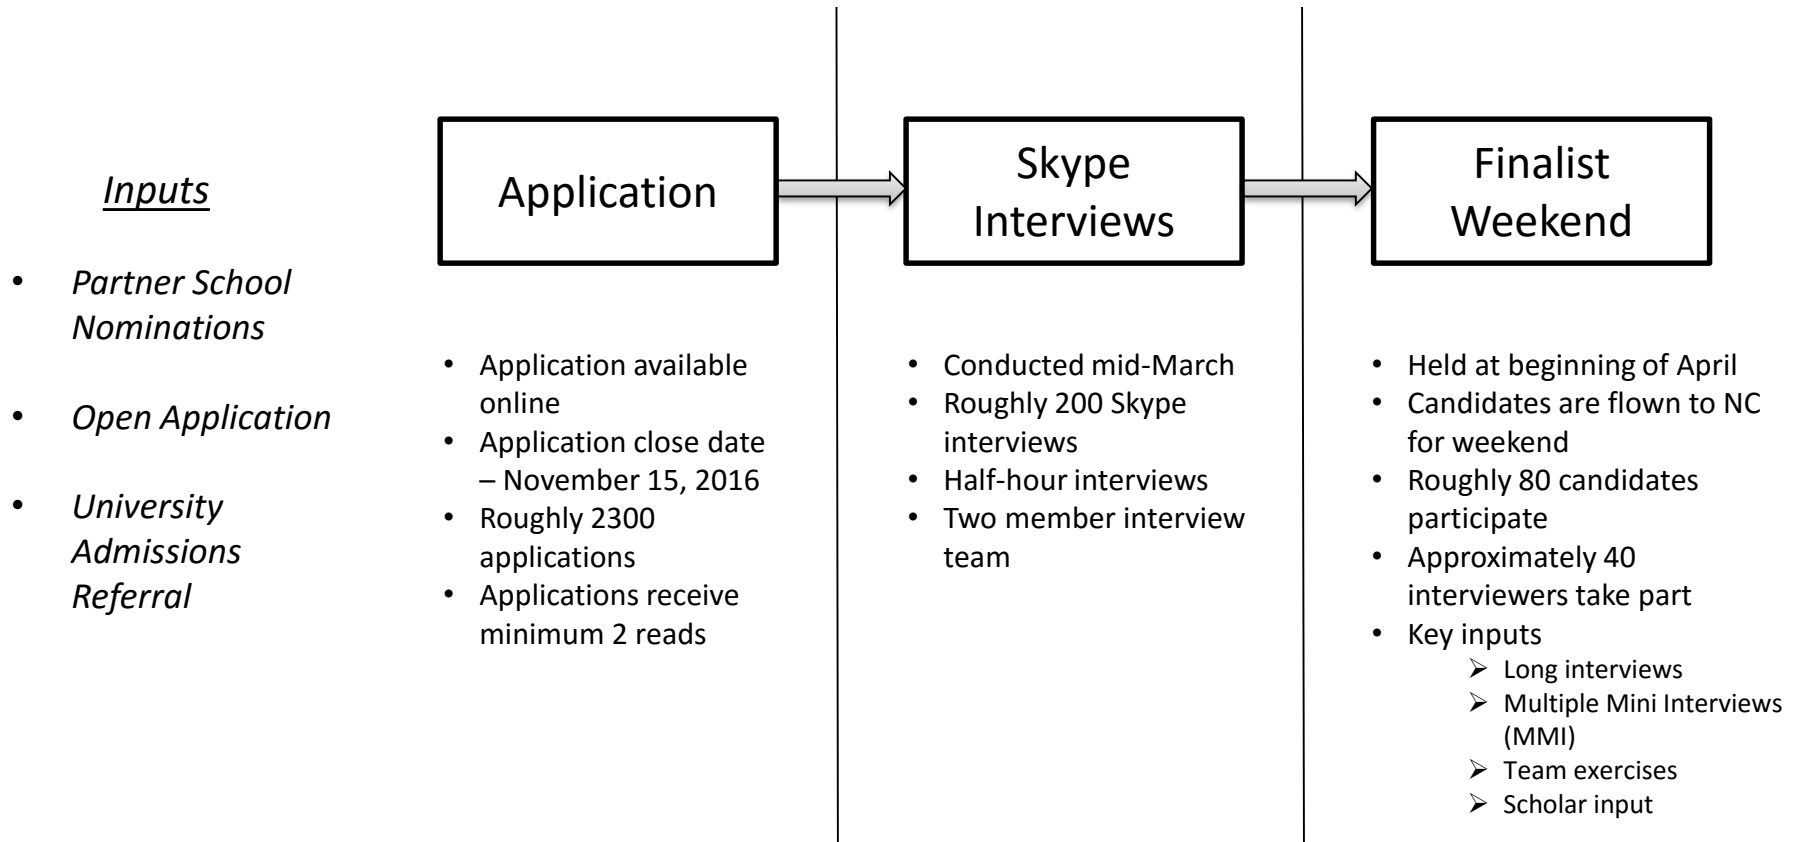 Inputs
• Partner School
Nominations
• Open Application
• University
Admissions
Referral
Application
• Application available
online
• Application close date
– November 15, 2016
• Roughly 2300
applications
• Applications receive
minimum 2 reads
Skype
Interviews
• Conducted mid-March
• Roughly 200 Skype
interviews
• Half-hour interviews
• Two member interview
team
Finalist
Weekend
• Held at beginning of April
• Candidates are flown to NC
for weekend
• Roughly 80 candidates
participate
• Approximately 40
interviewers take part
• Key inputs
➢ Long interviews
➢ Multiple Mini Interviews
(MMI)
➢ Team exercises
➢ Scholar input